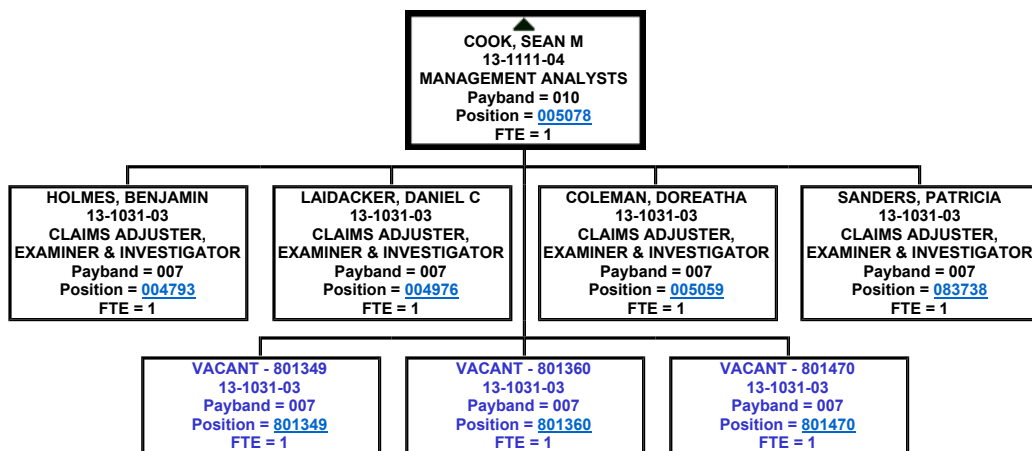 COOK, SEAN M
13-1111-04
MANAGEMENT ANALYSTS
Payband = 010
Position = 005078
FTE = 1
HOLMES, BENJAMIN
13-1031-03
CLAIMS ADJUSTER,
EXAMINER & INVESTIGATOR
Payband = 007
Position = 004793
FTE = 1
LAIDACKER, DANIEL C
13-1031-03
CLAIMS ADJUSTER,
EXAMINER & INVESTIGATOR
Payband = 007
Position = 004976
FTE = 1
COLEMAN, DOREATHA
13-1031-03
CLAIMS ADJUSTER,
EXAMINER & INVESTIGATOR
Payband = 007
Position = 005059
FTE = 1
SANDERS, PATRICIA
13-1031-03
CLAIMS ADJUSTER,
EXAMINER & INVESTIGATOR
Payband = 007
Position = 083738
FTE = 1
VACANT - 801349
13-1031-03
Payband = 007
Position = 801349
FTE = 1
VACANT - 801360
13-1031-03
Payband = 007
Position = 801360
FTE = 1
VACANT - 801470
13-1031-03
Payband = 007
Position = 801470
FTE = 1